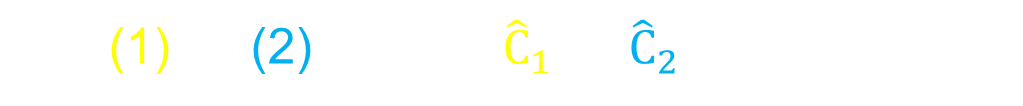 (1) (2) Ĉ₁ Ĉ₂